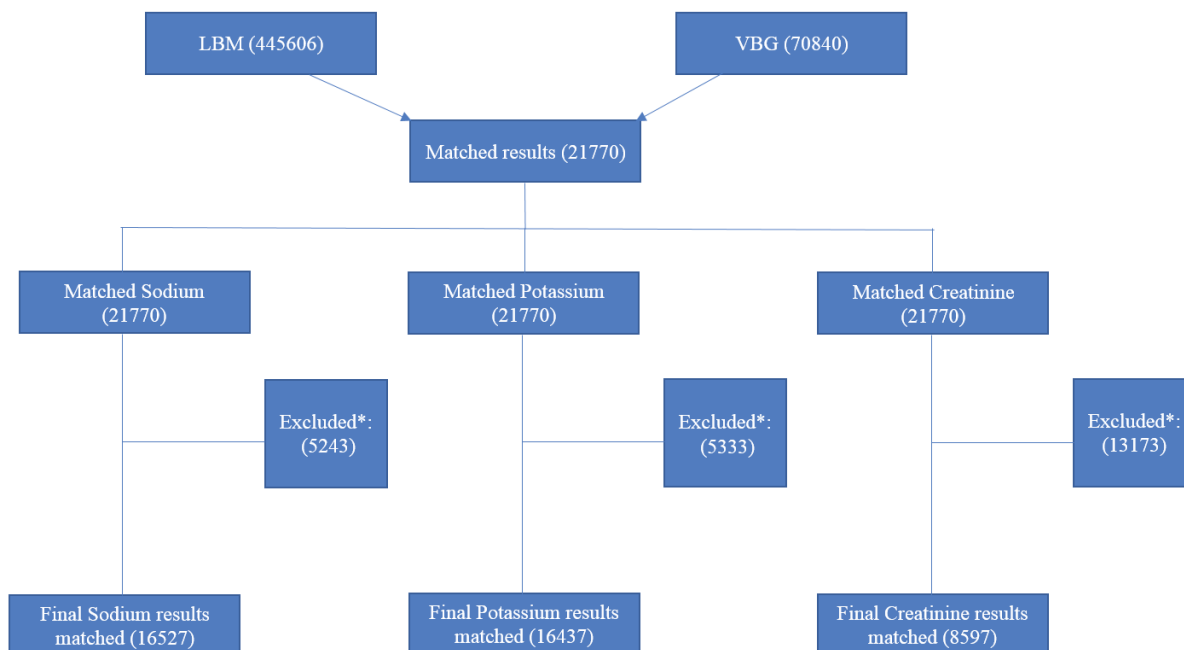 LBM (445606)
VBG (70840)
Matched results (21770)
Matched Sodium
(21770)
Matched Potassium
(21770)
Matched Creatinine
(21770)
Excluded*:
(5243)
Excluded*:
(5333)
Excluded*:
(13173)
Final Sodium results
matched (16527)
Final Potassium results
matched (16437)
Final Creatinine results
matched (8597)